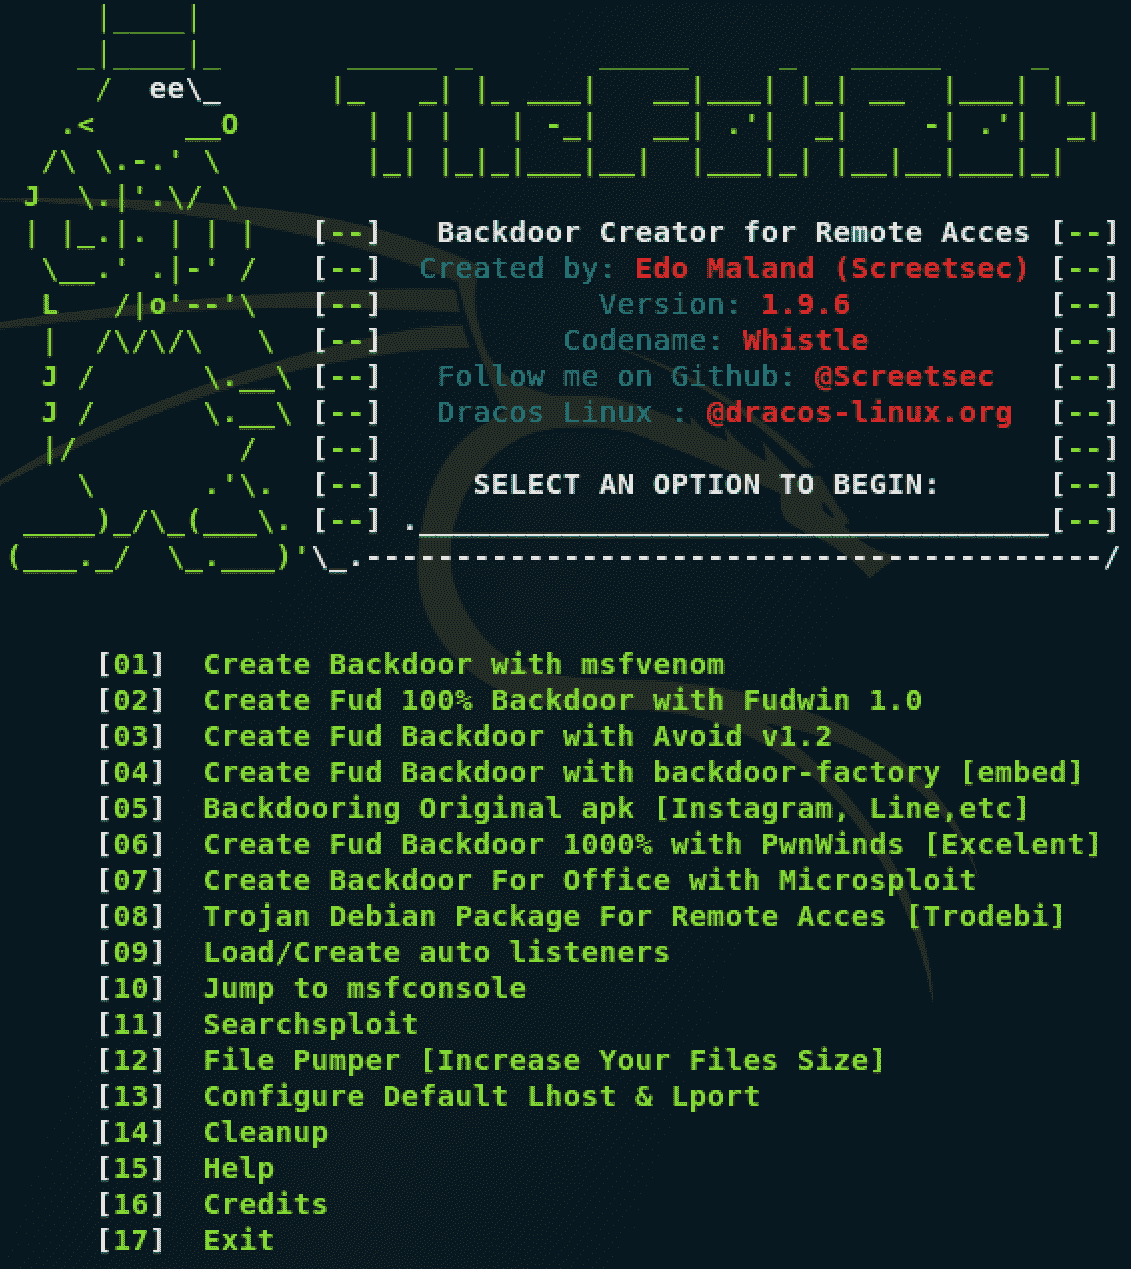 TheFatRat
[--] Backdoor Creator for Remote Acces [--]
[--] Created by: Edo Maland (Screetsec) [--]
[--] Version: 1.9.6 [--]
[--] Codename: Whistle [--]
[--] Follow me on Github: @Screetsec [--]
[--] Dracos Linux : @dracos-linux.org [--]
[--] [--]
[--] SELECT AN OPTION TO BEGIN: [--]
[--] .___________________________________[--]
[01] Create Backdoor with msfvenom
[02] Create Fud 100% Backdoor with Fudwin 1.0
[03] Create Fud Backdoor with Avoid v1.2
[04] Create Fud Backdoor with backdoor-factory [embed]
[05] Backdooring Original apk [Instagram, Line,etc]
[06] Create Fud Backdoor 1000% with PwnWinds [Excelent]
[07] Create Backdoor For Office with Microsploit
[08] Trojan Debian Package For Remote Acces [Trodebi]
[09] Load/Create auto listeners
[10] Jump to msfconsole
[11] Searchsploit
[12] File Pumper [Increase Your Files Size]
[13] Configure Default Lhost & Lport
[14] Cleanup
[15] Help
[16] Credits
[17] Exit